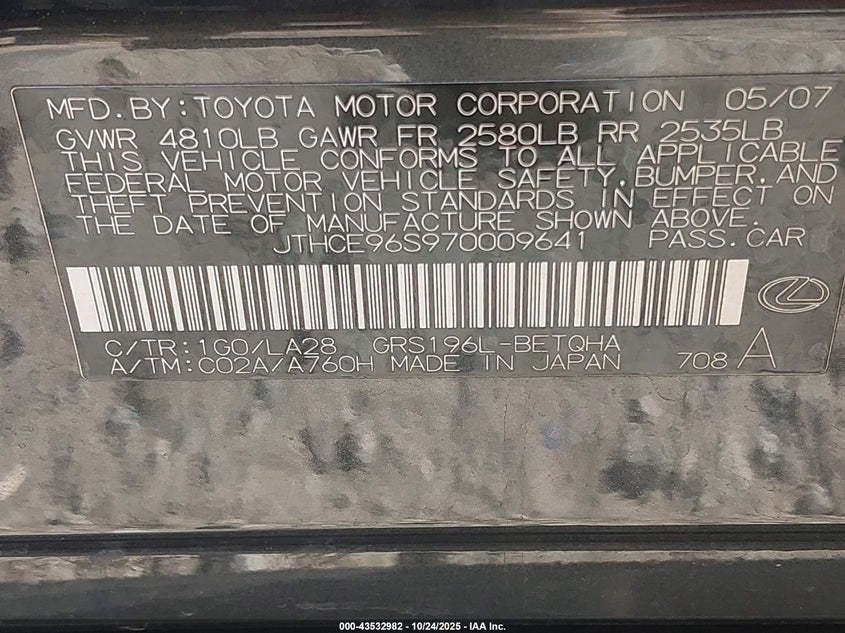 MFD.BY:TOYOTA MOTOR CORPORATION 05/07
GVWR 4810LB GAWR FR 2580LB RR 2535LB
THIS VEHICLE CONFORMS TO ALL APPLICABLE
FEDERAL MOTOR VEHICLE SAFETY,BUMPER,AND
THEFT PREVENTION STANDARDS IN EFFECT ON
THE DATE OF MANUFACTURE SHOWN ABOVE.
JTHCE96S970009641 PASS.CAR
C/TR:1G0/LA28 GRS196L-BETQHA
A/TM:C02A/A760H MADE IN JAPAN 708 A
000-43532982 - 10/24/2025 - IAA Inc.